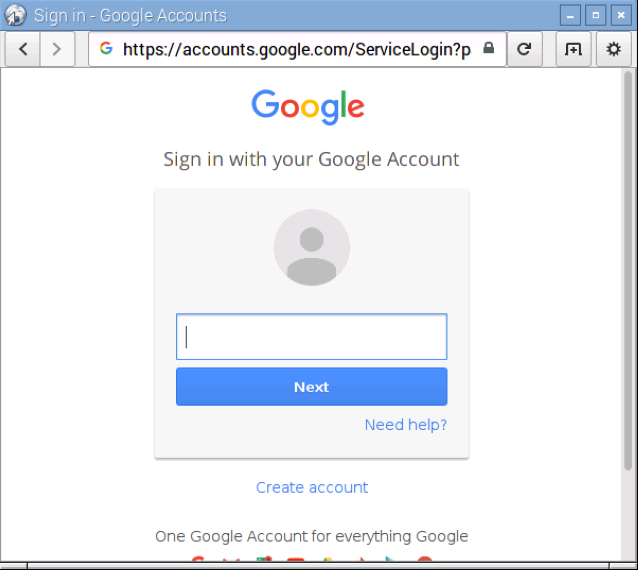 Sign in - Google Accounts
https://accounts.google.com/ServiceLogin?p
Google
Sign in with your Google Account
Next
Need help?
Create account
One Google Account for everything Google